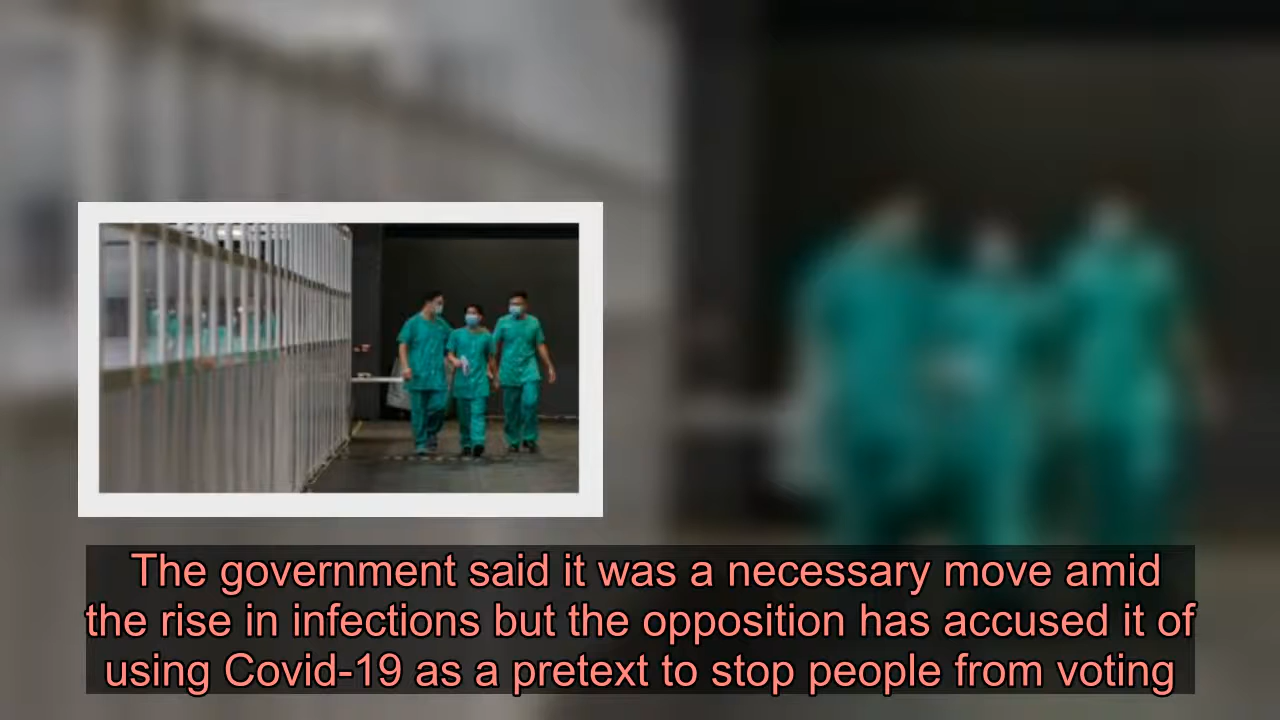 The government said it was a necessary move amid
the rise in infections but the opposition has accused it of
using Covid-19 as a pretext to stop people from voting